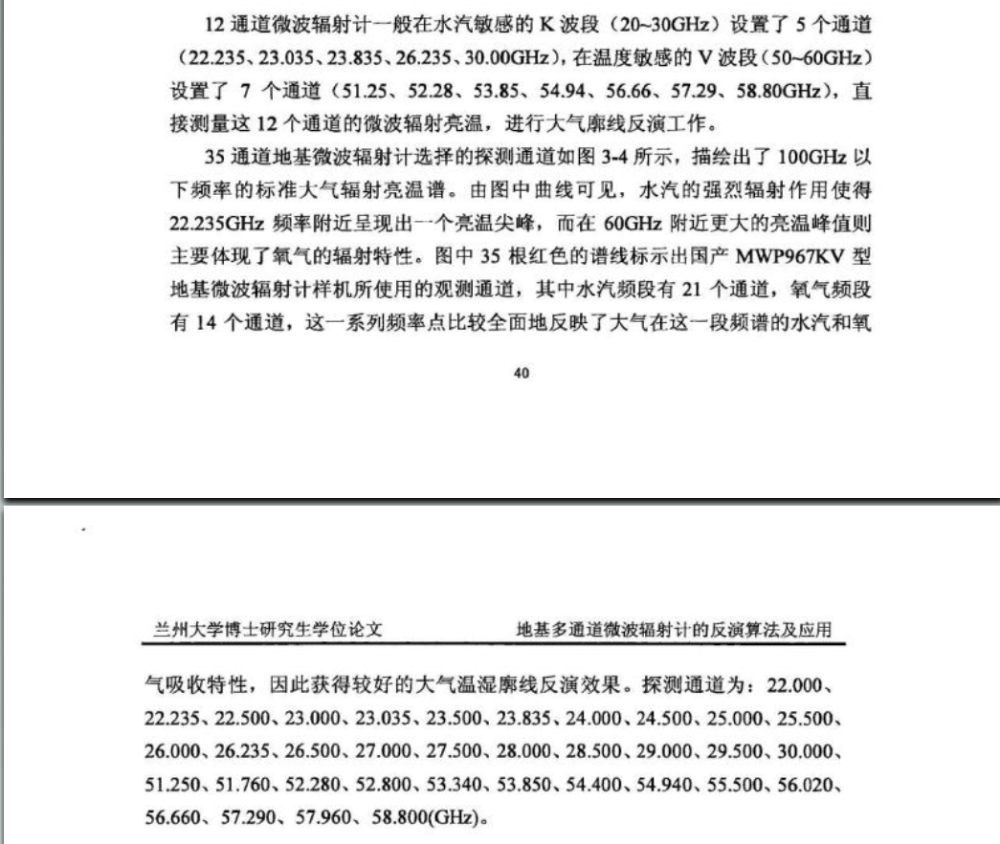 12 通道微波辐射计一般在水汽敏感的 K 波段（20~30GHz）设置了 5 个通道
（22.235、23.035、23.835、26.235、30.00GHz），在温度敏感的 V 波段（50~60GHz）
设置了 7 个通道（51.25、52.28、53.85、54.94、56.66、57.29、58.80GHz），直
接测量这 12 个通道的微波辐射亮温，进行大气廓线反演工作。
35 通道地基微波辐射计选择的探测通道如图 3-4 所示，描绘出了 100GHz 以
下频率的标准大气辐射亮温谱。由图中曲线可见，水汽的强烈辐射作用使得
22.235GHz 频率附近呈现出一个亮温尖峰，而在 60GHz 附近更大的亮温峰值则
主要体现了氧气的辐射特性。图中 35 根红色的谱线标示出国产 MWP967KV 型
地基微波辐射计样机所使用的观测通道，其中水汽频段有 21 个通道，氧气频段
有 14 个通道，这一系列频率点比较全面地反映了大气在这一段频谱的水汽和氧
40
兰州大学博士研究生学位论文 地基多通道微波辐射计的反演算法及应用
气吸收特性，因此获得较好的大气温湿廓线反演效果。探测通道为：22.000、
22.235、22.500、23.000、23.035、23.500、23.835、24.000、24.500、25.000、25.500、
26.000、26.235、26.500、27.000、27.500、28.000、28.500、29.000、29.500、30.000、
51.250、51.760、52.280、52.800、53.340、53.850、54.400、54.940、55.500、56.020、
56.660、57.290、57.960、58.800(GHz)。